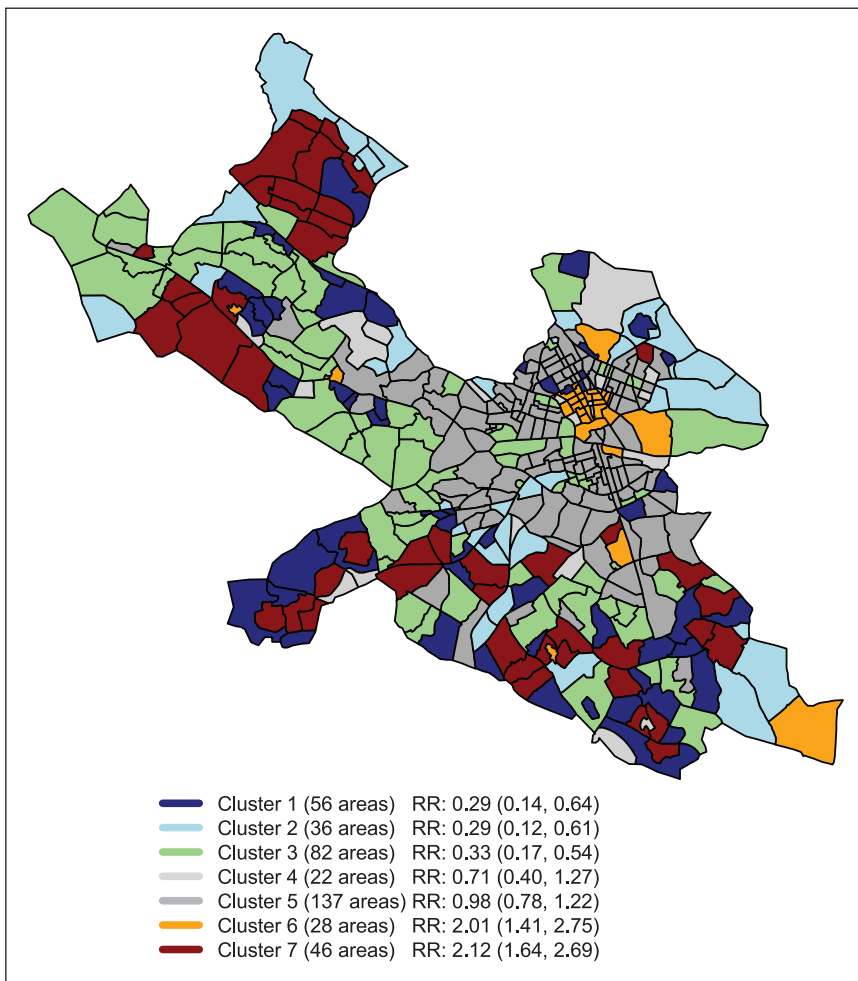 Cluster 1 (56 areas) RR: 0.29 (0.14, 0.64)
Cluster 2 (36 areas) RR: 0.29 (0.12, 0.61)
Cluster 3 (82 areas) RR: 0.33 (0.17, 0.54)
Cluster 4 (22 areas) RR: 0.71 (0.40, 1.27)
Cluster 5 (137 areas) RR: 0.98 (0.78, 1.22)
Cluster 6 (28 areas) RR: 2.01 (1.41, 2.75)
Cluster 7 (46 areas) RR: 2.12 (1.64, 2.69)